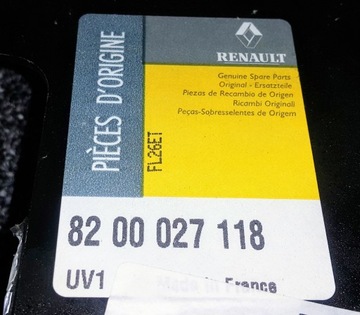 RENAULT
PIÈCES D'ORIGINE
Genuine Spare Parts
Original - Ersatzteile
Piezas de Recambio de Origen
Ricambi Originali
Peças-Sobresselentes de Origem
FL26ET
82 00 027 118
UV1 Made in France